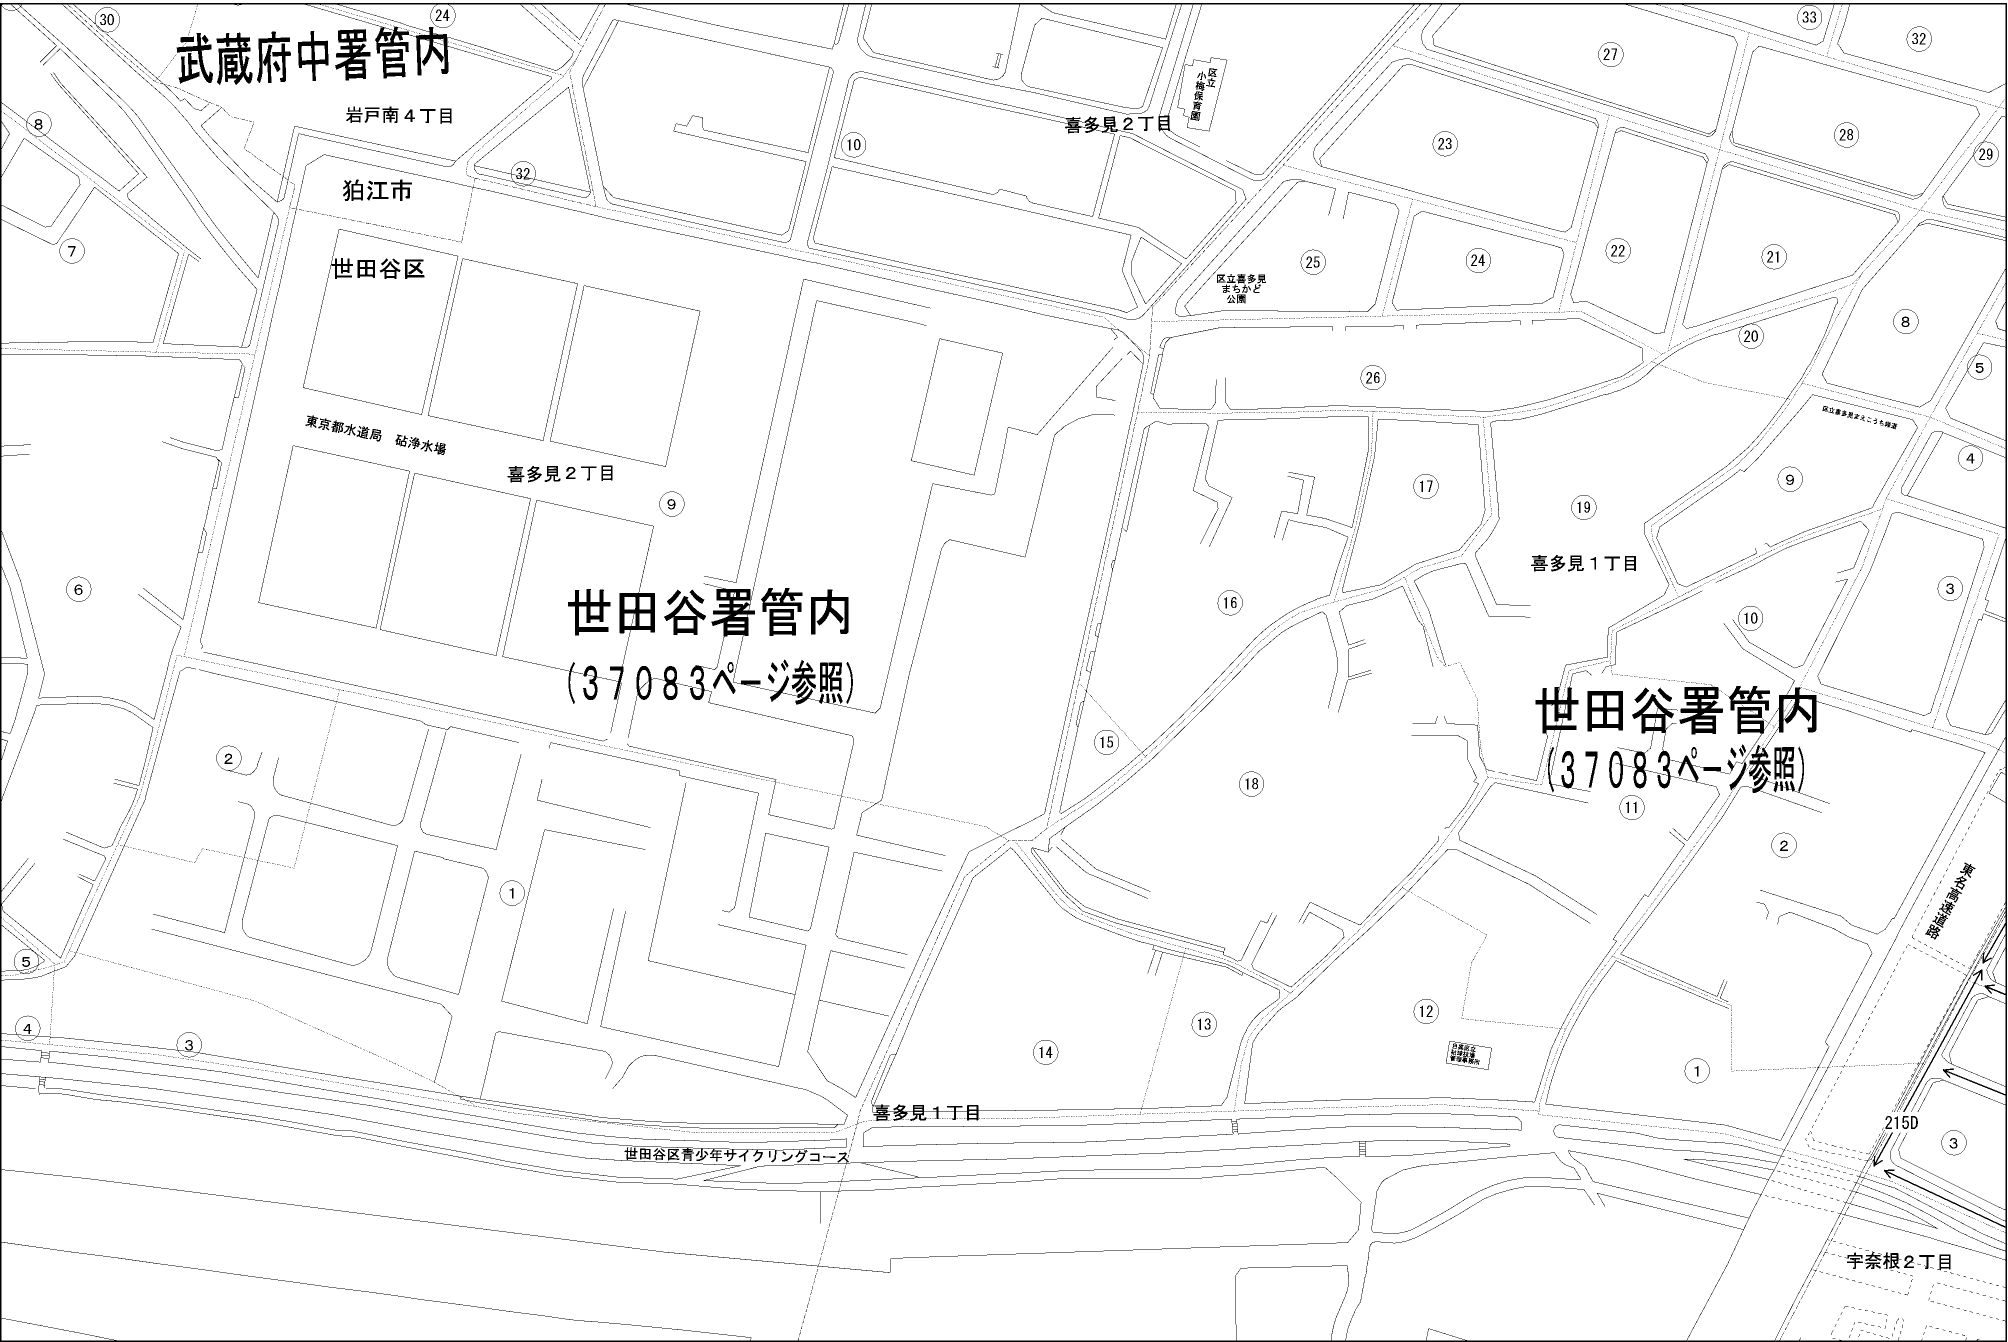 30
24
33
32
武蔵府中署管内
27
区立
小梅保育園
岩戸南４丁目
8
喜多見２丁目
28
10
23
29
32
狛江市
7
22
21
25
24
世田谷区
区立喜多見
まちかど
公園
8
20
5
26
東京都水道局　砧浄水場
4
喜多見２丁目
9
17
9
19
喜多見１丁目
6
3
16
10
世田谷署管内
(３７０８３ページ参照)
世田谷署管内
(３７０８３ページ参照)
15
2
18
11
2
東名高速道路
1
5
12
4
3
13
14
1
喜多見１丁目
215D
3
世田谷区青少年サイクリングコース
宇奈根２丁目